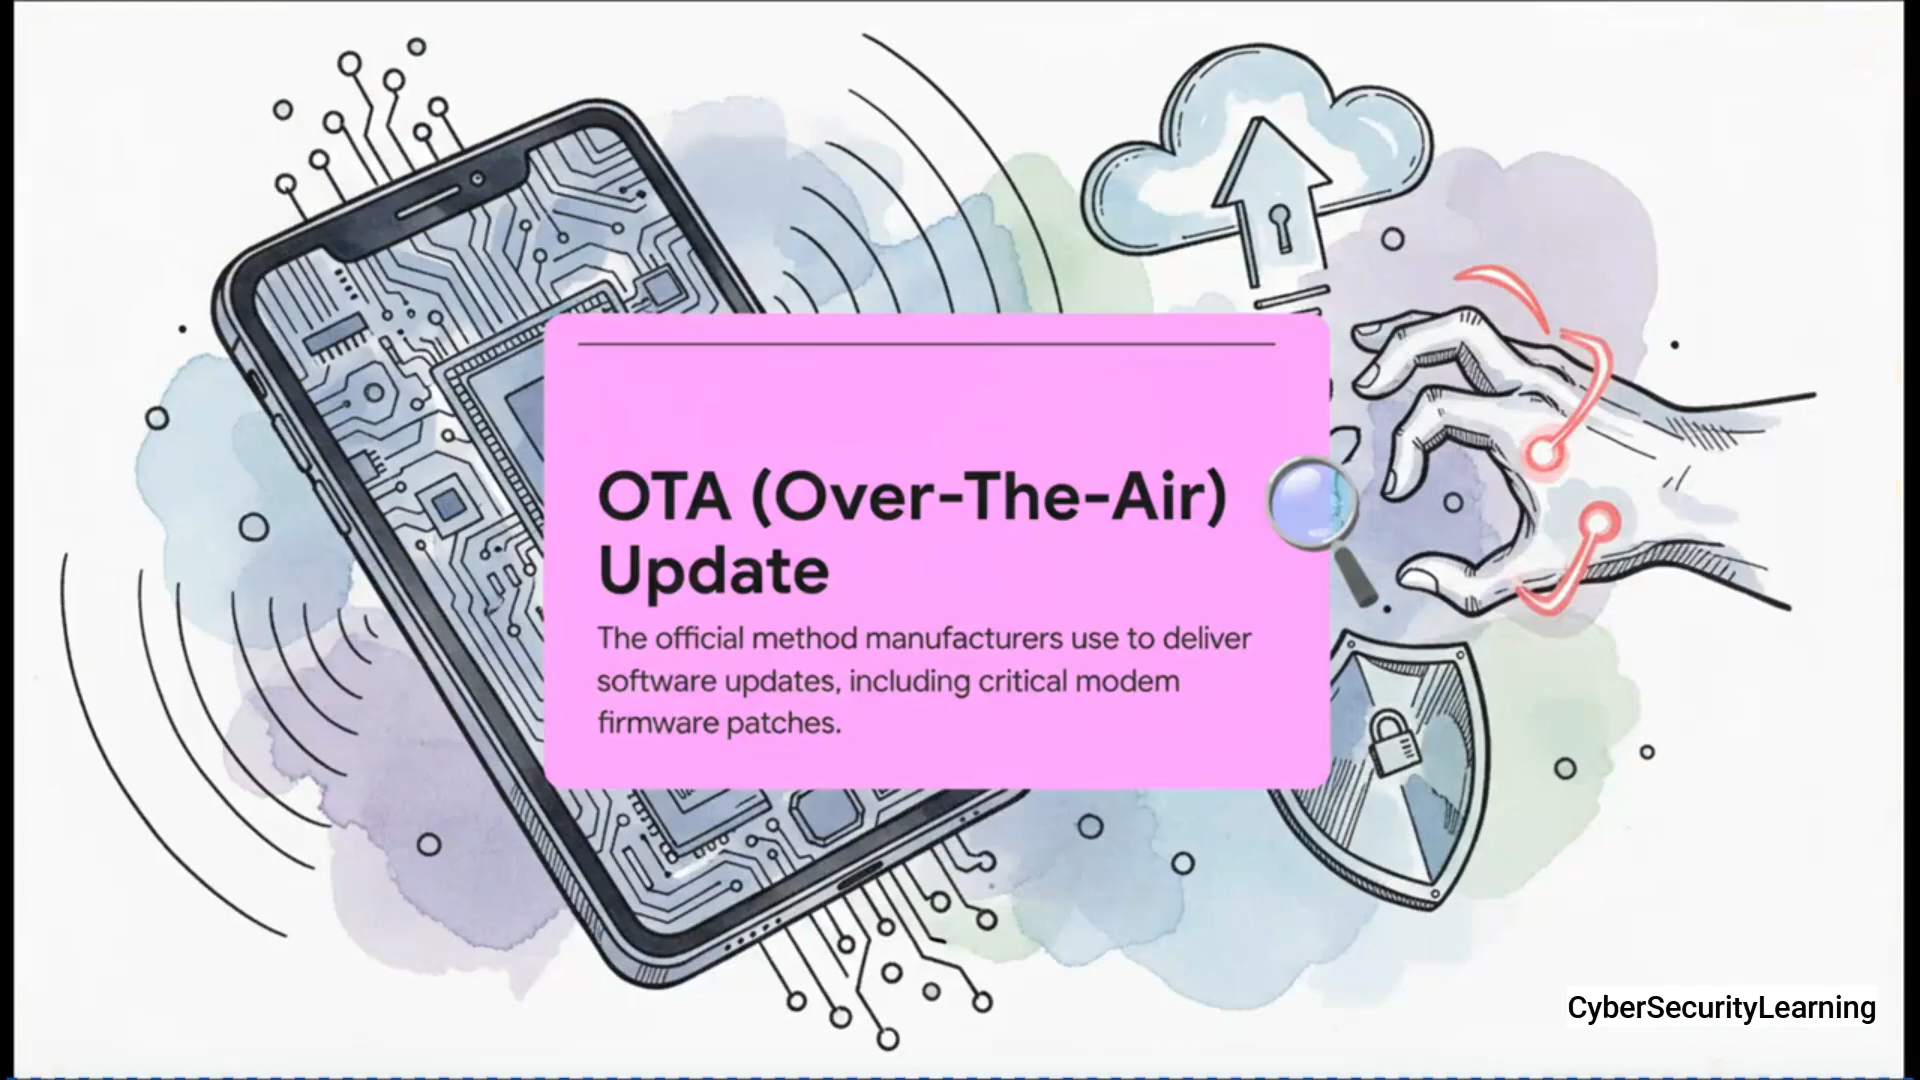 OTA (Over-The-Air)
Update
The official method manufacturers use to deliver
software updates, including critical modem
firmware patches.
CyberSecurityLearning